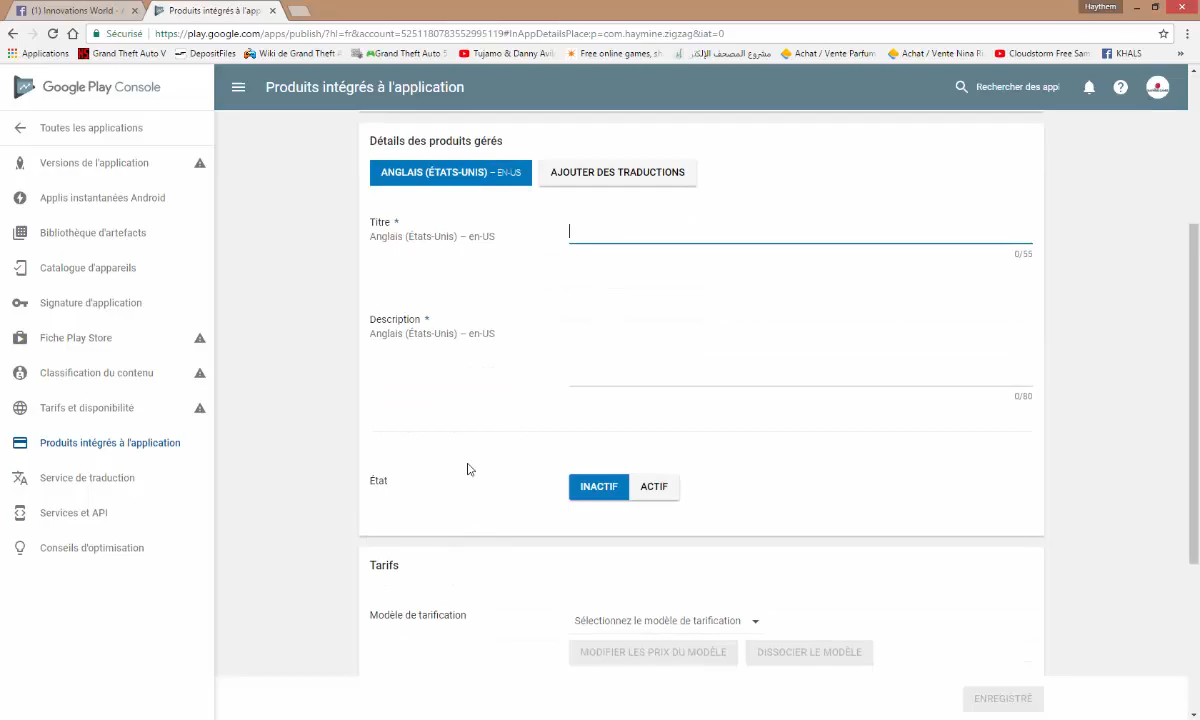 (1) Innovations World -
Produits intégrés à l'app
Haythem
Sécurisé
https://play.google.com/apps/publish/?hl=fr&account=5251180783552995119#InAppDetailsPlace:p=com.haymine.zigzag&iat=0
Applications
Grand Theft Auto V
DepositFiles
Wiki de Grand Theft
Grand Theft Auto 5
Tujamo & Danny Avila
Free online games, sh
مشروع المصحف الإلكتر
Achat / Vente Parfum
Achat / Vente Nina Ri
Cloudstorm Free Sam
KHALS
»
Google Play Console
Produits intégrés à l'application
Rechercher des appl
Toutes les applications
Versions de l'application
Applis instantanées Android
Bibliothèque d'artefacts
Catalogue d'appareils
Signature d'application
Fiche Play Store
Classification du contenu
Tarifs et disponibilité
Produits intégrés à l'application
Service de traduction
Services et API
Conseils d'optimisation
Détails des produits gérés
ANGLAIS (ÉTATS-UNIS) – EN-US
AJOUTER DES TRADUCTIONS
Titre *
Anglais (États-Unis) – en-US
0/55
Description *
Anglais (États-Unis) – en-US
0/80
État
INACTIF
ACTIF
Tarifs
Modèle de tarification
Sélectionnez le modèle de tarification
MODIFIER LES PRIX DU MODÈLE
DISSOCIER LE MODÈLE
ENREGISTRÉ